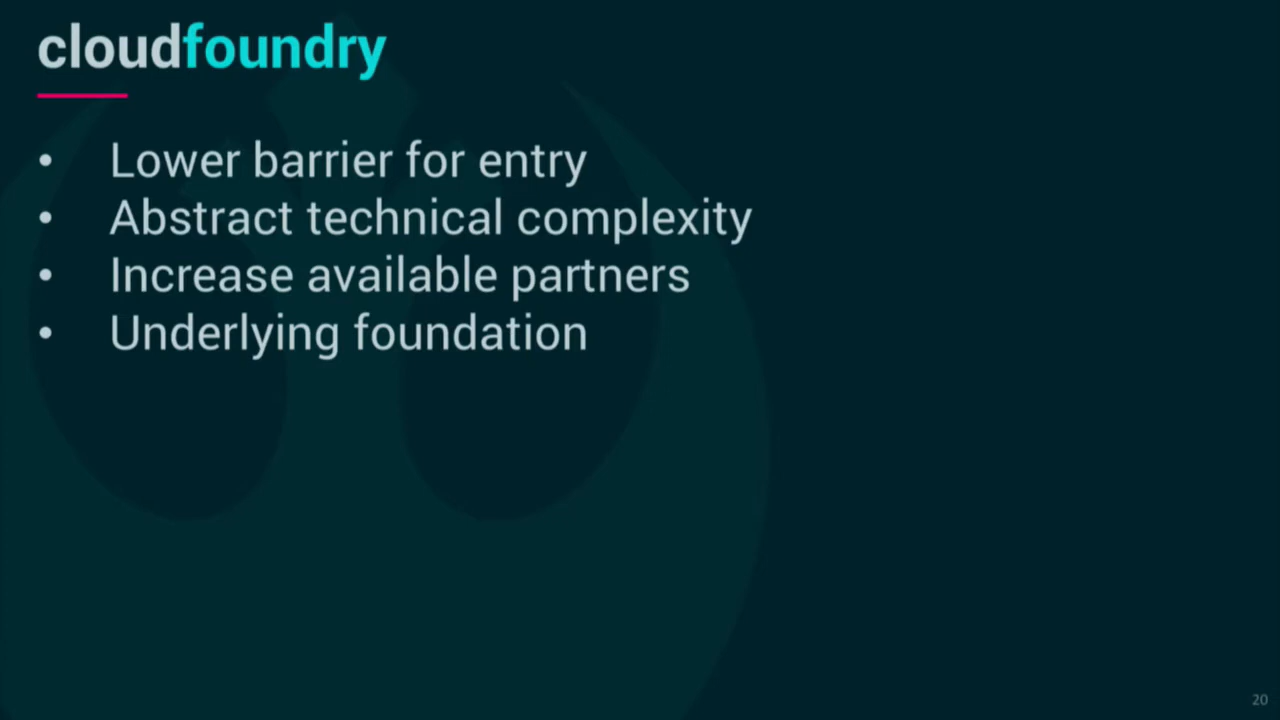 cloudfoundry
• Lower barrier for entry
• Abstract technical complexity
• Increase available partners
• Underlying foundation
20